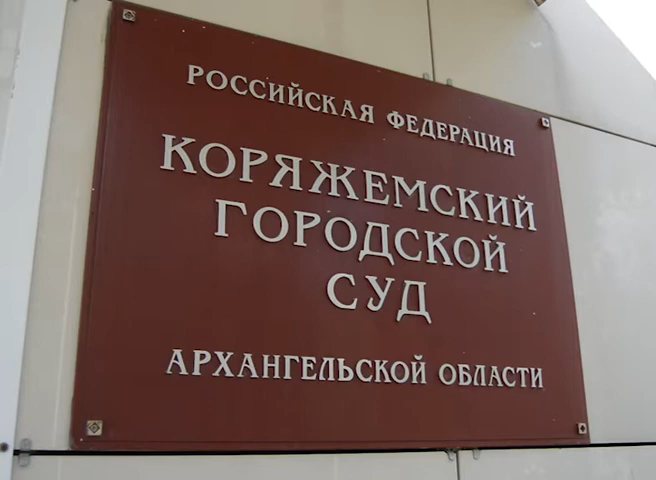 РОССИЙСКАЯ ФЕДЕРАЦИЯ
КОРЯЖЕМСКИЙ
ГОРОДСКОЙ
СУД
АРХАНГЕЛЬСКОЙ ОБЛАСТИ